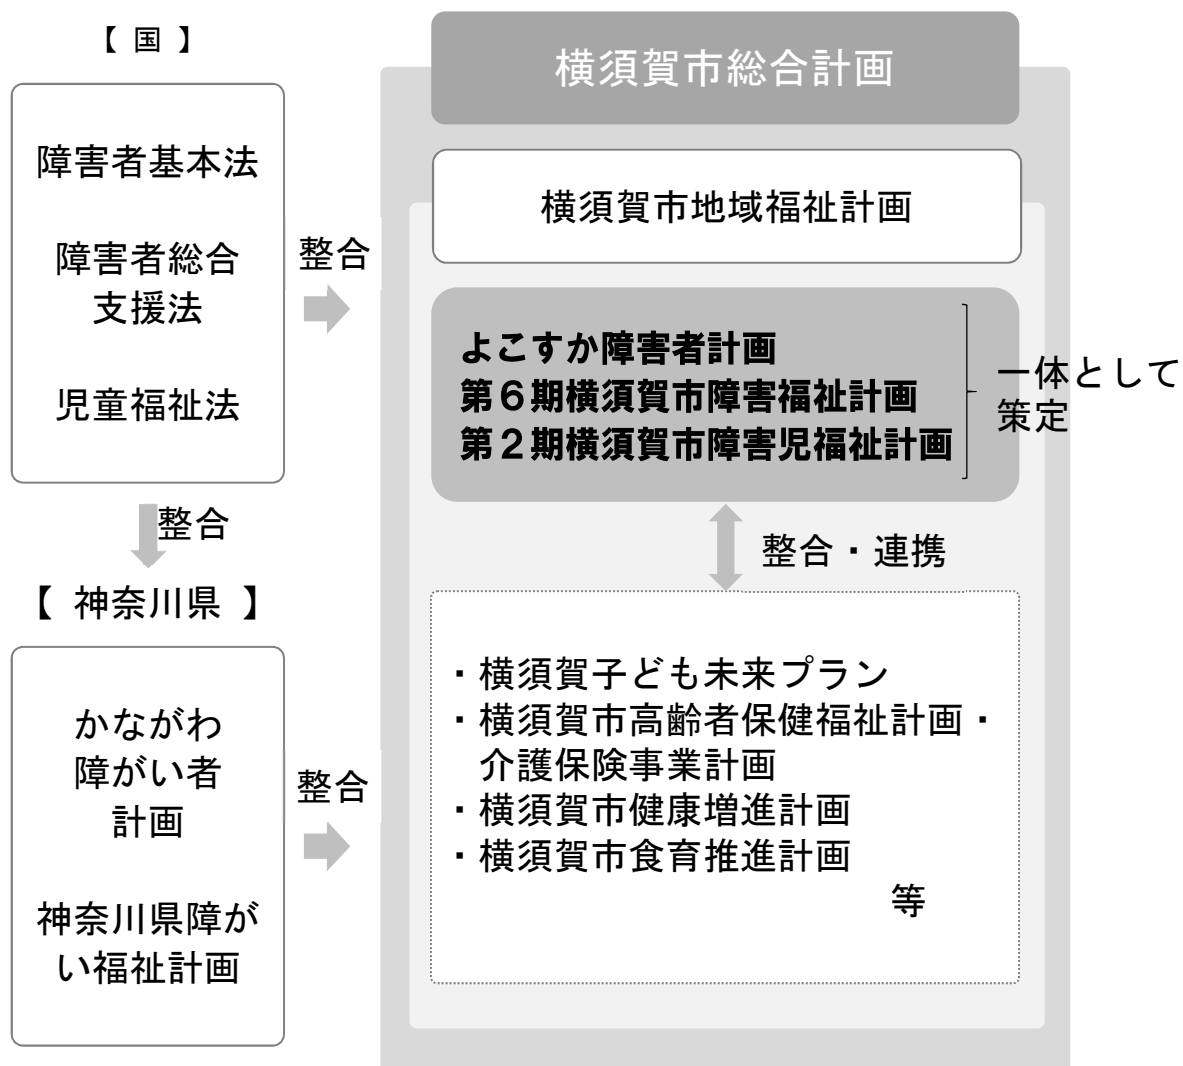 【 国 】
障害者基本法
障害者総合
支援法
児童福祉法
整合
【 神奈川県 】
かながわ
障がい者
計画
神奈川県障が
い福祉計画
整合
整合
横須賀市総合計画
横須賀市地域福祉計画
よこすか障害者計画
第６期横須賀市障害福祉計画
第２期横須賀市障害児福祉計画
一体として
策定
整合・連携
・横須賀子ども未来プラン
・横須賀市高齢者保健福祉計画・
介護保険事業計画
・横須賀市健康増進計画
・横須賀市食育推進計画
等